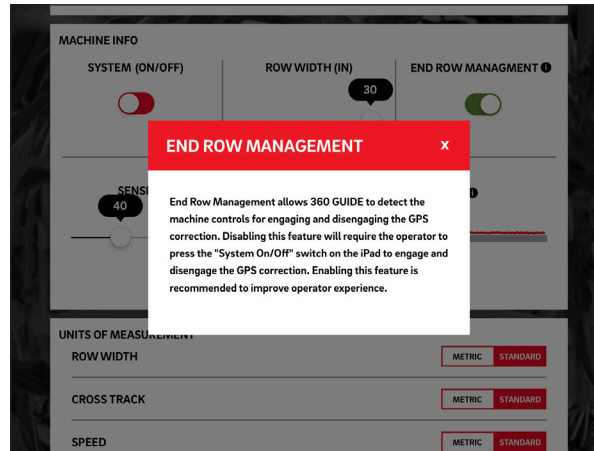 MACHINE INFO
SYSTEM (ON/OFF)
ROW WIDTH (IN)
END ROW MANAGMENT i
30
END ROW MANAGEMENT x
SENSI
40
End Row Management allows 360 GUIDE to detect the
machine controls for engaging and disengaging the GPS
correction. Disabling this feature will require the operator to
press the "System On/Off" switch on the iPad to engage and
disengage the GPS correction. Enabling this feature is
recommended to improve operator experience.
UNITS OF MEASUREMENT
ROW WIDTH
METRIC STANDARD
CROSS TRACK
METRIC STANDARD
SPEED
METRIC STANDARD